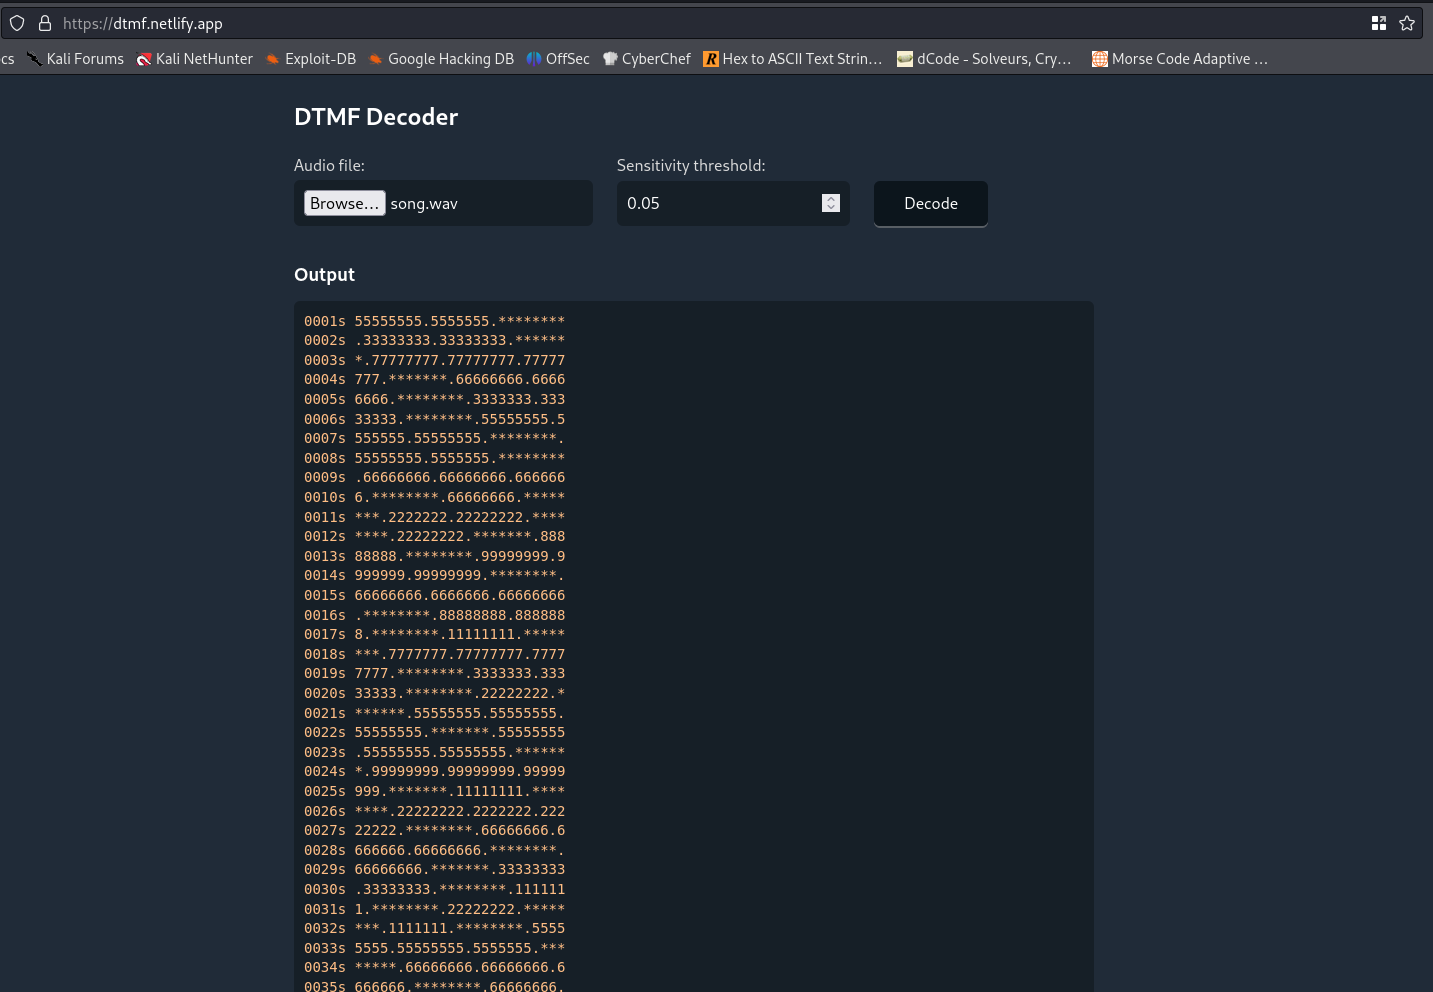 https://dtmf.netlify.app
cs Kali Forums Kali NetHunter Exploit-DB Google Hacking DB OffSec CyberChef Hex to ASCII Text Strin… dCode - Solveurs, Cry… Morse Code Adaptive …
DTMF Decoder
Audio file: Sensitivity threshold:
Browse… song.wav 0.05 Decode
Output
0001s 55555555.5555555.********
0002s .33333333.33333333.******
0003s *.77777777.77777777.77777
0004s 777.*******.66666666.6666
0005s 6666.********.3333333.333
0006s 33333.********.55555555.5
0007s 555555.55555555.********.
0008s 55555555.5555555.********
0009s .66666666.66666666.666666
0010s 6.********.66666666.*****
0011s ***.2222222.22222222.****
0012s ****.22222222.*******.888
0013s 88888.********.99999999.9
0014s 999999.99999999.********.
0015s 66666666.6666666.66666666
0016s .********.88888888.888888
0017s 8.********.11111111.*****
0018s ***.7777777.77777777.7777
0019s 7777.********.3333333.333
0020s 33333.********.22222222.*
0021s ******.55555555.55555555.
0022s 55555555.*******.55555555
0023s .55555555.55555555.******
0024s *.99999999.99999999.99999
0025s 999.*******.11111111.****
0026s ****.22222222.2222222.222
0027s 22222.********.66666666.6
0028s 666666.66666666.********.
0029s 66666666.*******.33333333
0030s .33333333.********.111111
0031s 1.********.22222222.*****
0032s ***.1111111.********.5555
0033s 5555.55555555.5555555.***
0034s *****.66666666.66666666.6
0035s 666666.********.66666666.